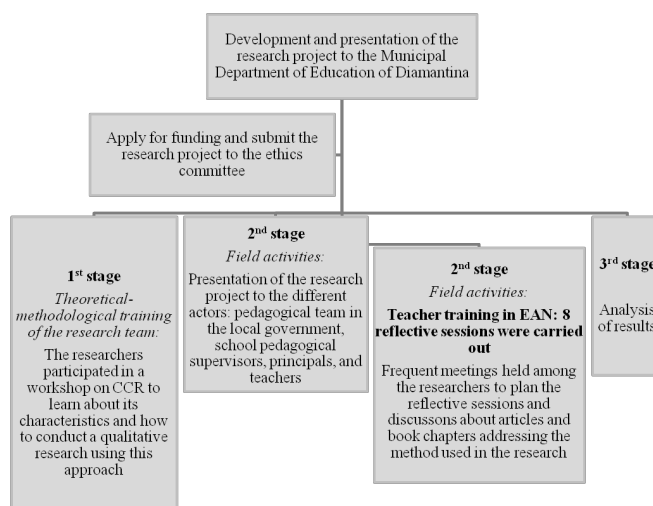 Development and presentation of the
research project to the Municipal
Department of Education of Diamantina
Apply for funding and submit the
research project to the ethics
committee
1st stage
Theoretical-
methodological training
of the research team:
The researchers
participated in a
workshop on CCR to
learn about its
characteristics and how
to conduct a qualitative
research using this
approach
2nd stage
Field activities:
Presentation of the research
project to the different
actors: pedagogical team in
the local government,
school pedagogical
supervisors, principals, and
teachers
2nd stage
Field activities:
Teacher training in EAN: 8
reflective sessions were carried
out
Frequent meetings held among
the researchers to plan the
reflective sessions and
discussions about articles and
book chapters addressing the
method used in the research
3rd stage
Analysis
of results